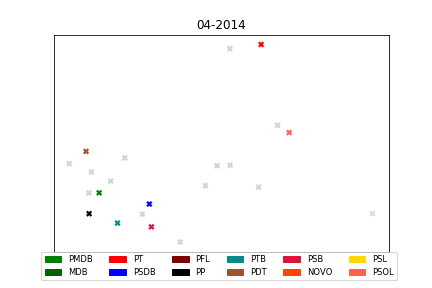 04-2014
PMDB PT PFL PTB PSB PSL
MDB PSDB PP PDT NOVO PSOL